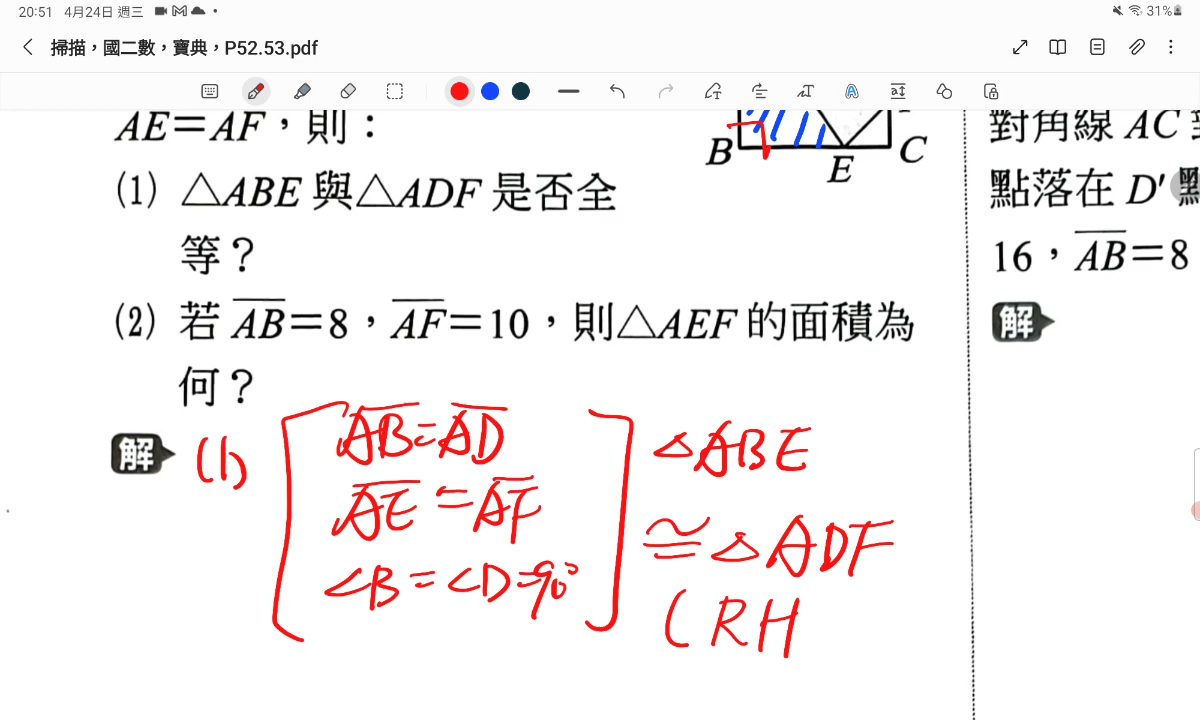 20:51 4月24日 週三 31%
掃描，國二數，寶典，P52.53.pdf
AE=AF，則：
(1) △ABE 與△ADF 是否全
等？
(2) 若 AB=8，AF=10，則△AEF 的面積為
何？
B
E
C
解 (1)
AB=AD
AE=AF
∠B=∠D=90°
△ABE
≅△ADF
(RH
對角線 AC
點落在 D'
16，AB=8
解